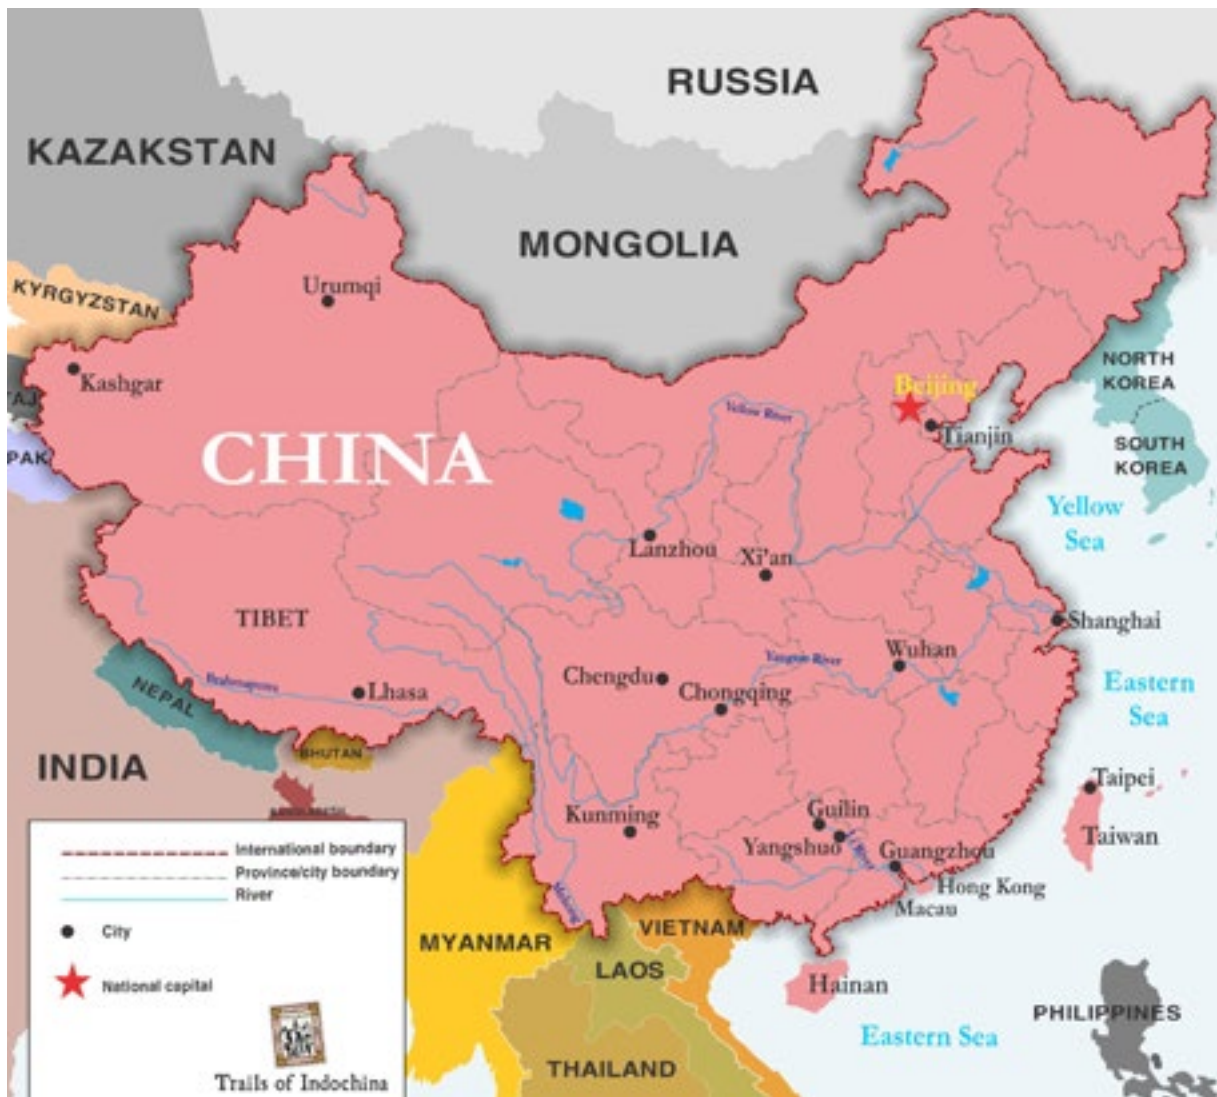 RUSSIA
KAZAKSTAN
MONGOLIA
KYRGYZSTAN
Urumqi
Kashgar
TAJ
PAK
CHINA
Beijing
Tianjin
NORTH
KOREA
SOUTH
KOREA
Yellow River
Yellow
Sea
Lanzhou
Xi'an
TIBET
Shanghai
Wuhan
Chengdu
Chongqing
Lhasa
Eastern
Sea
NEPAL
BHUTAN
INDIA
Taipei
Taiwan
Kunming
Guilin
Yangshuo
Li River
Guangzhou
Hong Kong
Macau
Mekong
VIETNAM
MYANMAR
LAOS
Hainan
PHILIPPINES
Eastern Sea
THAILAND
International boundary
Province/city boundary
River
City
National capital
Trails of Indochina